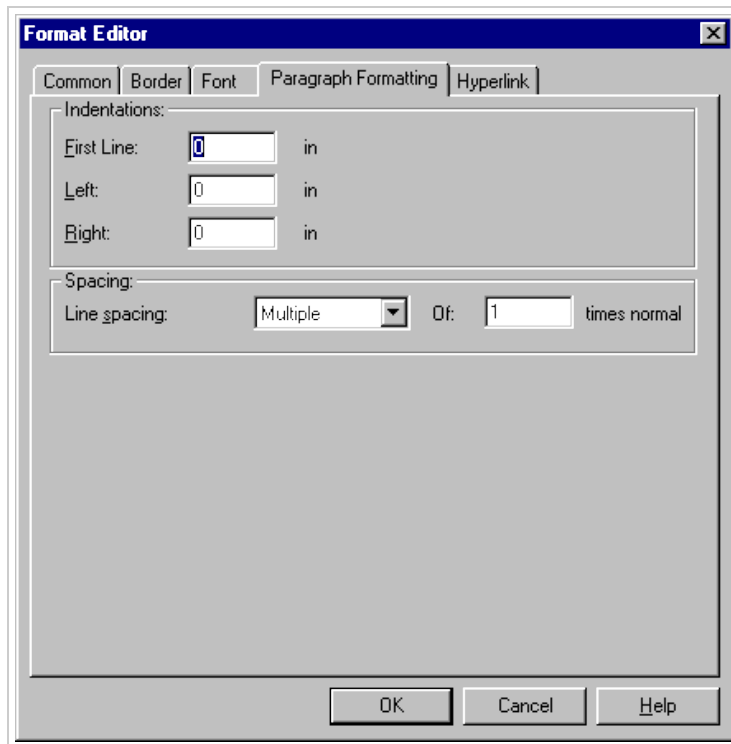 Format Editor
Common Border Font Paragraph Formatting Hyperlink
Indentations:
First Line: 0 in
Left: 0 in
Right: 0 in
Spacing:
Line spacing: Multiple Of: 1 times normal
OK Cancel Help